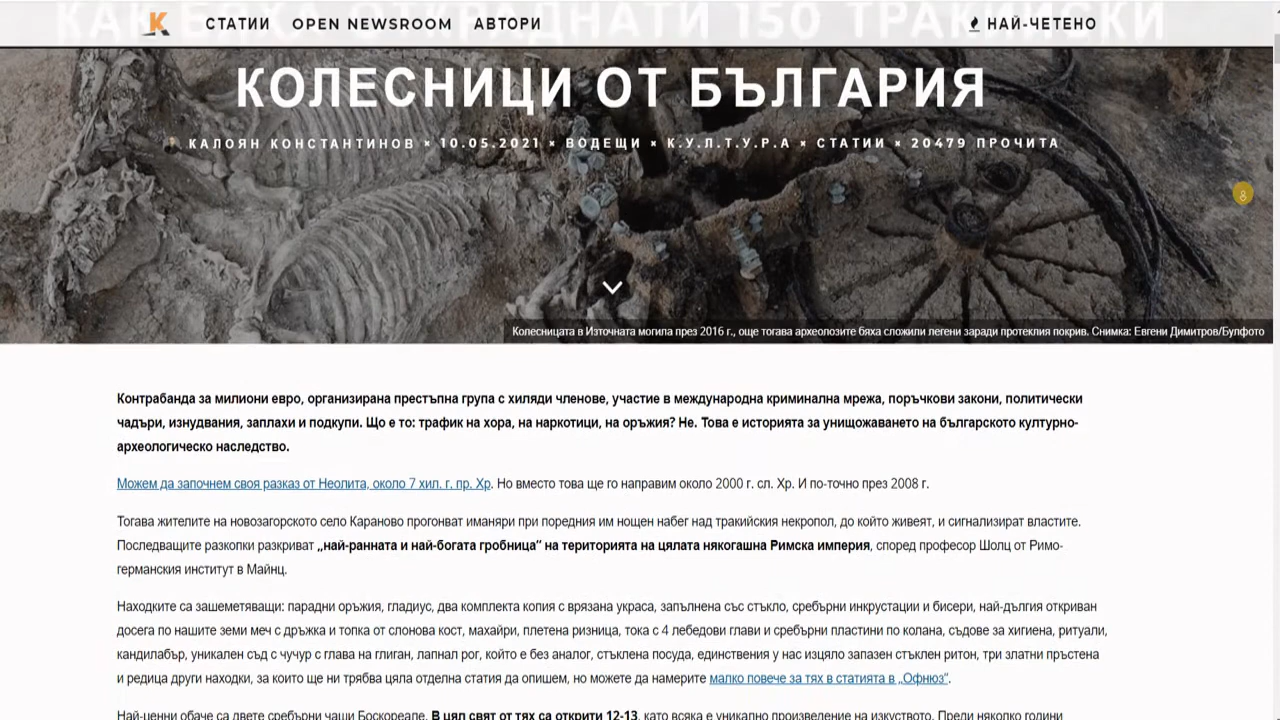 КАК БЯХА ОТКРАДНАТИ 150 ТРАКИЙСКИ
К СТАТИИ OPEN NEWSROOM АВТОРИ НАЙ-ЧЕТЕНО
КОЛЕСНИЦИ ОТ БЪЛГАРИЯ
КАЛОЯН КОНСТАНТИНОВ × 10.05.2021 × ВОДЕЩИ × К.У.Л.Т.У.Р.А × СТАТИИ × 20479 ПРОЧИТА
8
Колесницата в Източната могила през 2016 г., още тогава археолозите бяха сложили легени заради протеклия покрив. Снимка: Евгени Димитров/Булфото
Контрабанда за милиони евро, организирана престъпна група с хиляди членове, участие в международна криминална мрежа, поръчкови закони, политически
чадъри, изнудвания, заплахи и подкупи. Що е то: трафик на хора, на наркотици, на оръжия? Не. Това е историята за унищожаването на българското културно-
археологическо наследство.
Можем да започнем своя разказ от Неолита, около 7 хил. г. пр. Хр. Но вместо това ще го направим около 2000 г. сл. Хр. И по-точно през 2008 г.
Тогава жителите на новозагорското село Караново прогонват иманяри при поредния им нощен набег над тракийския некропол, до който живеят, и сигнализират властите.
Последващите разкопки разкриват „най-ранната и най-богата гробница“ на територията на цялата някогашна Римска империя, според професор Шолц от Римо-
германския институт в Майнц.
Находките са зашеметяващи: парадни оръжия, гладиус, два комплекта копия с врязана украса, запълнена със стъкло, сребърни инкрустации и бисери, най-дългия откриван
досега по нашите земи меч с дръжка и топка от слонова кост, махайри, плетена ризница, тока с 4 лебедови глави и сребърни пластини по колана, съдове за хигиена, ритуали,
кандилабър, уникален съд с чучур с глава на глиган, лапнал рог, който е без аналог, стъклена посуда, единствения у нас изцяло запазен стъклен ритон, три златни пръстена
и редица други находки, за които ще ни трябва цяла отделна статия да опишем, но можете да намерите малко повече за тях в статията в „Офнюз“.
Най-ценни обаче са двете сребърни чаши Боскореале. В цял свят от тях са открити 12-13, като всяка е уникално произведение на изкуството. Преди няколко години